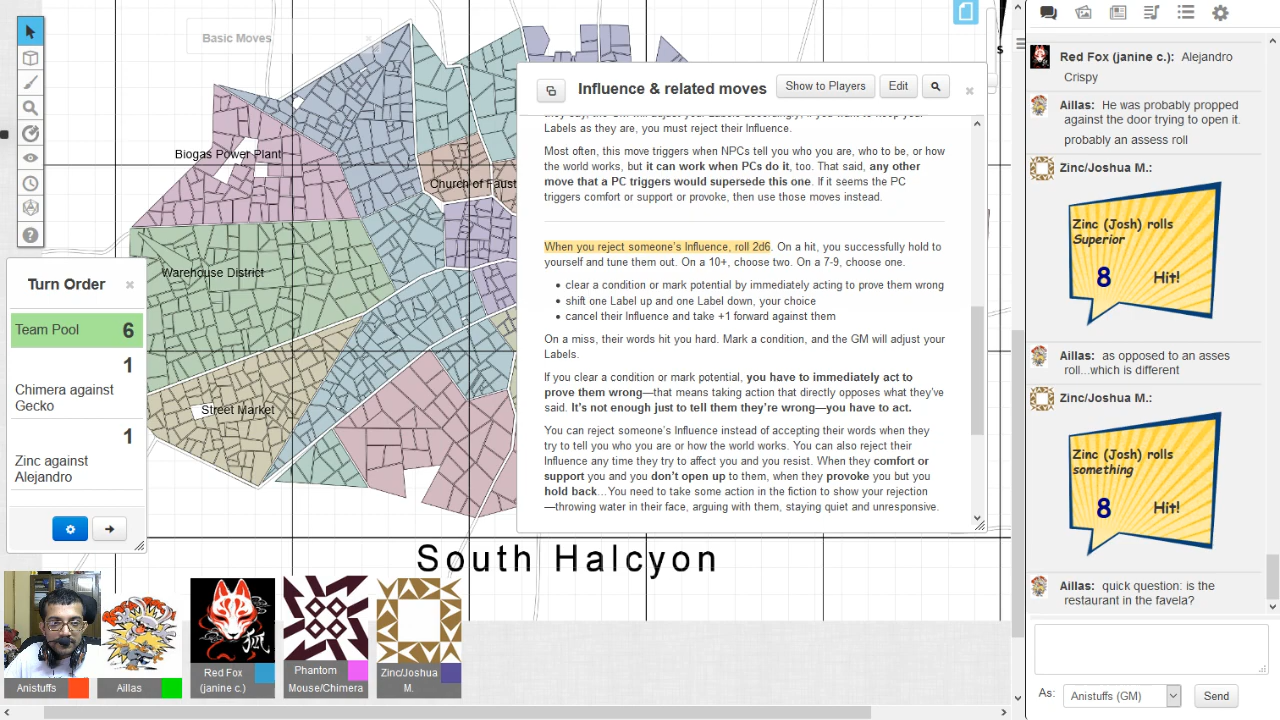 Basic Moves
Biogas Power Plant
Church of Faust
Warehouse District
Street Market
South Halcyon
Turn Order
Team Pool
6
1
Chimera against
Gecko
1
Zinc against
Alejandro
Influence & related moves
Show to Players
Edit
Labels as they are, you must reject their Influence.
Most often, this move triggers when NPCs tell you who you are, who to be, or how
the world works, but it can work when PCs do it, too. That said, any other
move that a PC triggers would supersede this one. If it seems the PC
triggers comfort or support or provoke, then use those moves instead.
When you reject someone's Influence, roll 2d6. On a hit, you successfully hold to
yourself and tune them out. On a 10+, choose two. On a 7-9, choose one.
• clear a condition or mark potential by immediately acting to prove them wrong
• shift one Label up and one Label down, your choice
• cancel their Influence and take +1 forward against them
On a miss, their words hit you hard. Mark a condition, and the GM will adjust your
Labels.
If you clear a condition or mark potential, you have to immediately act to
prove them wrong—that means taking action that directly opposes what they've
said. It's not enough just to tell them they're wrong—you have to act.
You can reject someone's Influence instead of accepting their words when they
try to tell you who you are or how the world works. You can also reject their
Influence any time they try to affect you and you resist. When they comfort or
support you and you don't open up to them, when they provoke you but you
hold back...You need to take some action in the fiction to show your rejection
—throwing water in their face, arguing with them, staying quiet and unresponsive.
s
Anistuffs
Aillas
Red Fox
(janine c.)
Phantom
Mouse/Chimera
Zinc/Joshua
M.
Red Fox (janine c.): Alejandro
Crispy
Aillas: He was probably propped
against the door trying to open it.
probably an assess roll
Zinc/Joshua M.:
Zinc (Josh) rolls
Superior
8 Hit!
Aillas: as opposed to an asses
roll...which is different
Zinc/Joshua M.:
Zinc (Josh) rolls
something
8 Hit!
Aillas: quick question: is the
restaurant in the favela?
As:
Anistuffs (GM)
Send